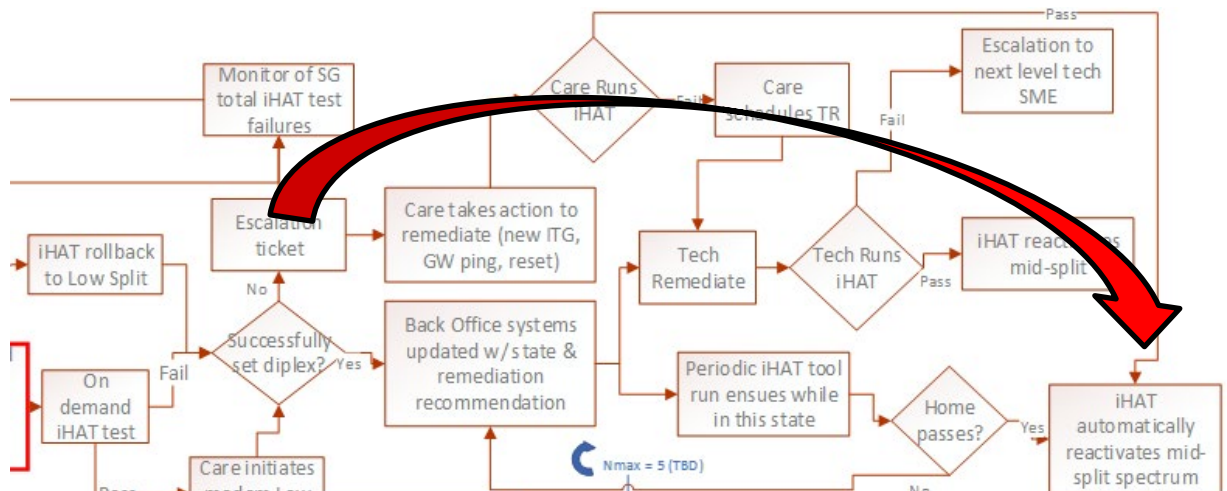 Pass
Monitor of SG
total iHAT test
failures
Care Runs
iHAT
Fail
Care
schedules TR
Escalation to
next level tech
SME
Fail
Escalation
ticket
Care takes action to
remediate (new ITG,
GW ping, reset)
iHAT rollback
to Low Split
Tech
Remediate
Tech Runs
iHAT
Pass
iHAT reactivates
mid-split
No
Successfully
set diplex?
Yes
Back Office systems
updated w/state &
remediation
recommendation
Fail
On
demand
iHAT test
Periodic iHAT tool
run ensues while
in this state
Home
passes?
Yes
iHAT
automatically
reactivates mid-
split spectrum
Care initiates
Nmax = 5 (TBD)